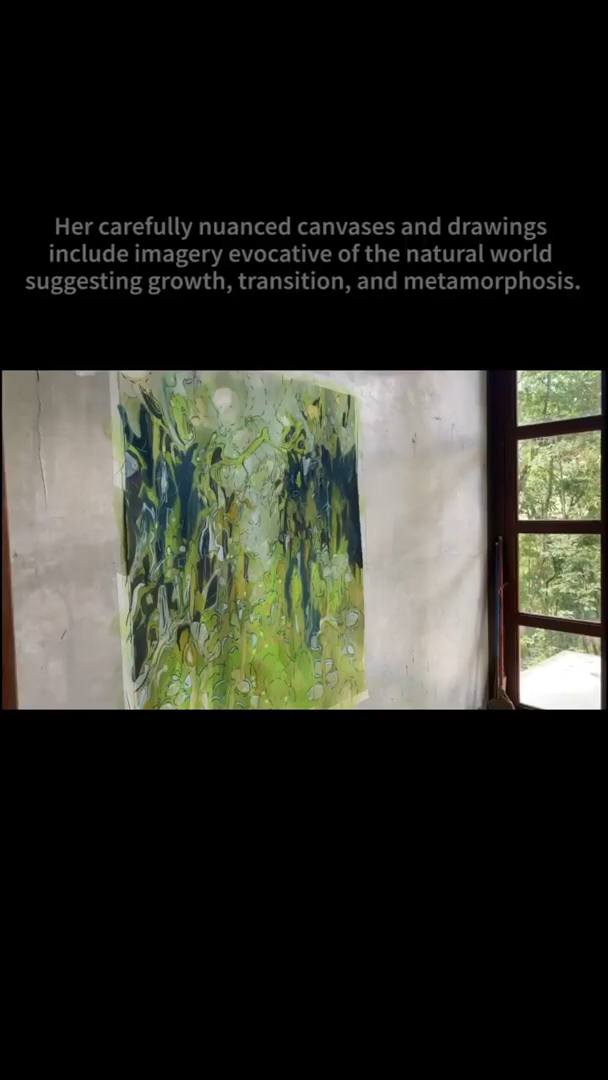 Her carefully nuanced canvases and drawings
include imagery evocative of the natural world
suggesting growth, transition, and metamorphosis.